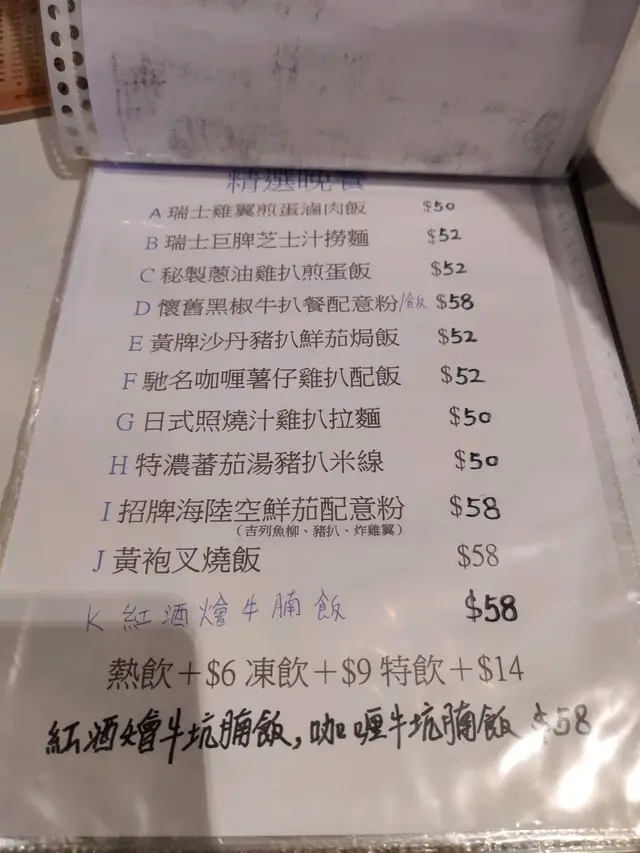 精選晚餐
A 瑞士雞翼煎蛋滷肉飯 $50
B 瑞士巨脾芝士汁撈麵 $52
C 秘製蔥油雞扒煎蛋飯 $52
D 懷舊黑椒牛扒餐配意粉/飯 $58
E 黃牌沙丹豬扒鮮茄焗飯 $52
F 馳名咖喱薯仔雞扒配飯 $52
G 日式照燒汁雞扒拉麵 $50
H 特濃蕃茄湯豬扒米線 $50
I 招牌海陸空鮮茄配意粉 $58
（吉列魚柳、豬扒、炸雞翼）
J 黃袍叉燒飯 $58
K 紅酒燴牛腩飯 $58
熱飲＋$6 凍飲＋$9 特飲＋$14
紅酒燴牛坑腩飯, 咖喱牛坑腩飯 $58